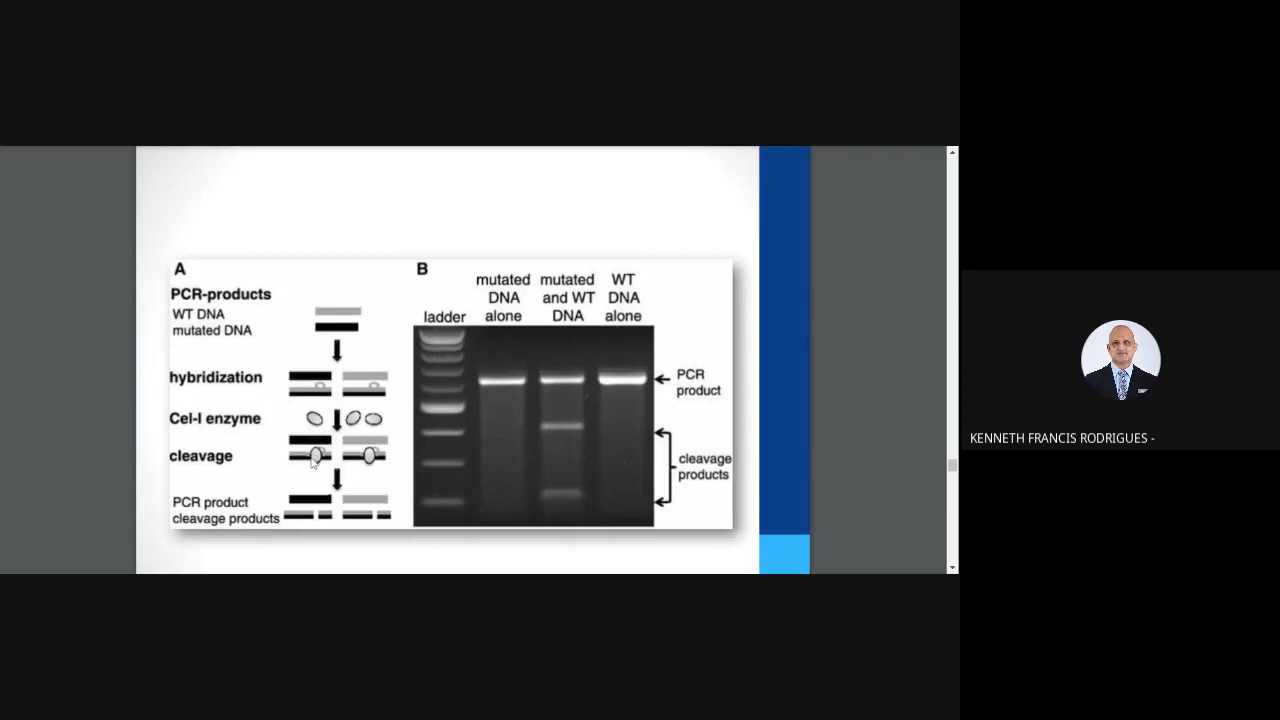 A
PCR-products
WT DNA
mutated DNA
hybridization
Cel-I enzyme
cleavage
PCR product
cleavage products
B
ladder
mutated
DNA
alone
mutated
and WT
DNA
WT
DNA
alone
PCR
product
cleavage
products
KENNETH FRANCIS RODRIGUES -